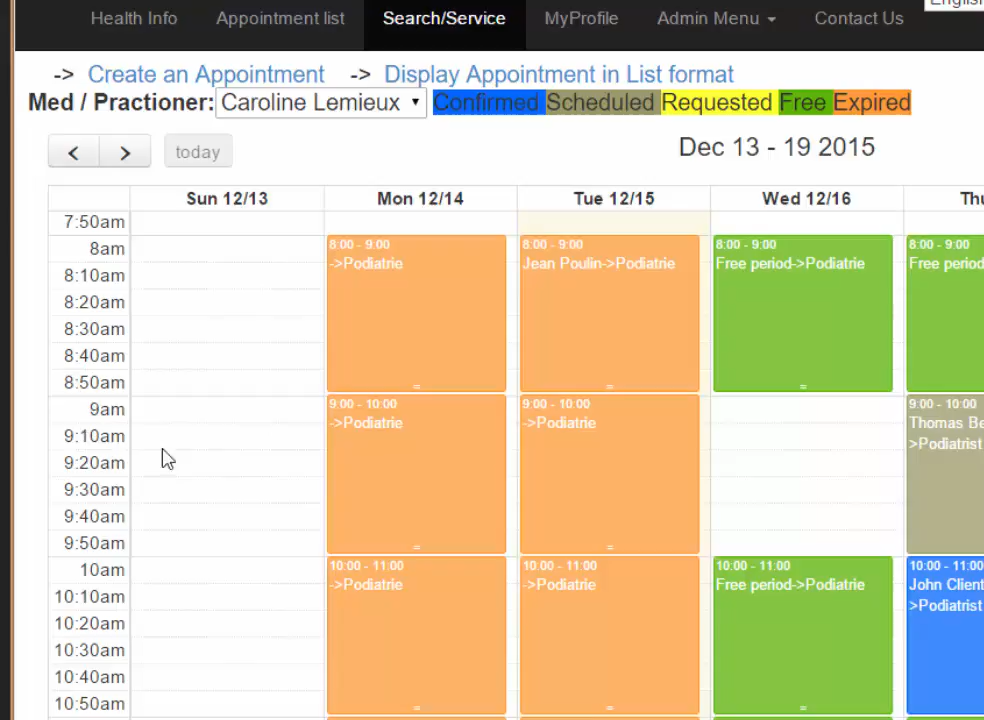 Health Info Appointment list Search/Service MyProfile Admin Menu Contact Us
-> Create an Appointment -> Display Appointment in List format
Med / Practioner: Caroline Lemieux Confirmed Scheduled Requested Free Expired
< > today Dec 13 - 19 2015
Sun 12/13 Mon 12/14 Tue 12/15 Wed 12/16
7:50am
8am 8:00 - 9:00 8:00 - 9:00 8:00 - 9:00 8:00 - 9:00
->Podiatrie Jean Poulin->Podiatrie Free period->Podiatrie Free period
8:10am
8:20am
8:30am
8:40am
8:50am
9am 9:00 - 10:00 9:00 - 10:00 9:00 - 10:00
->Podiatrie ->Podiatrie Thomas
9:10am >Podiatrist
9:20am
9:30am
9:40am
9:50am
10am 10:00 - 11:00 10:00 - 11:00 10:00 - 11:00 10:00 - 11:00
->Podiatrie ->Podiatrie Free period->Podiatrie John Client
10:10am >Podiatrist
10:20am
10:30am
10:40am
10:50am